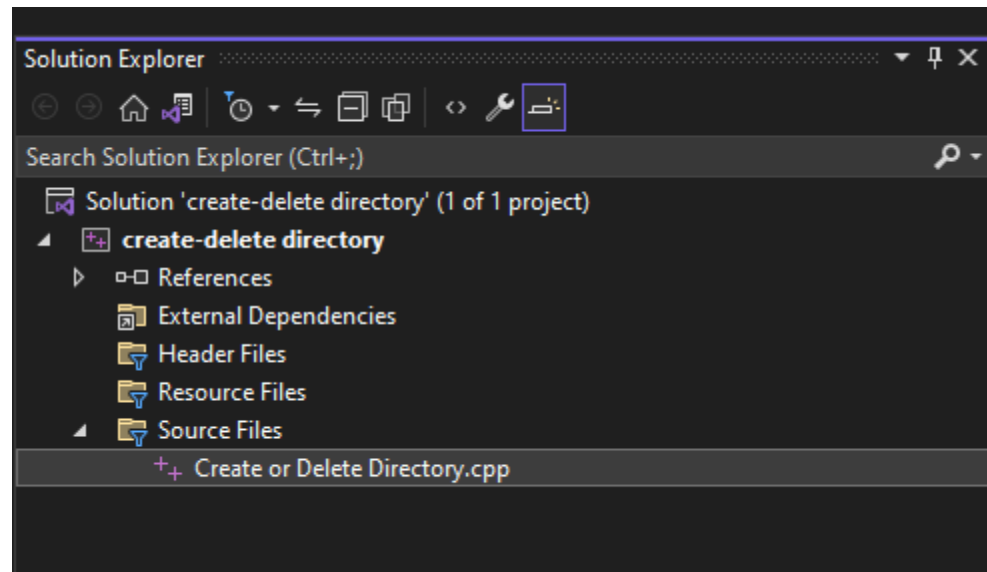 Solution Explorer
Search Solution Explorer (Ctrl+;)
Solution 'create-delete directory' (1 of 1 project)
create-delete directory
References
External Dependencies
Header Files
Resource Files
Source Files
Create or Delete Directory.cpp